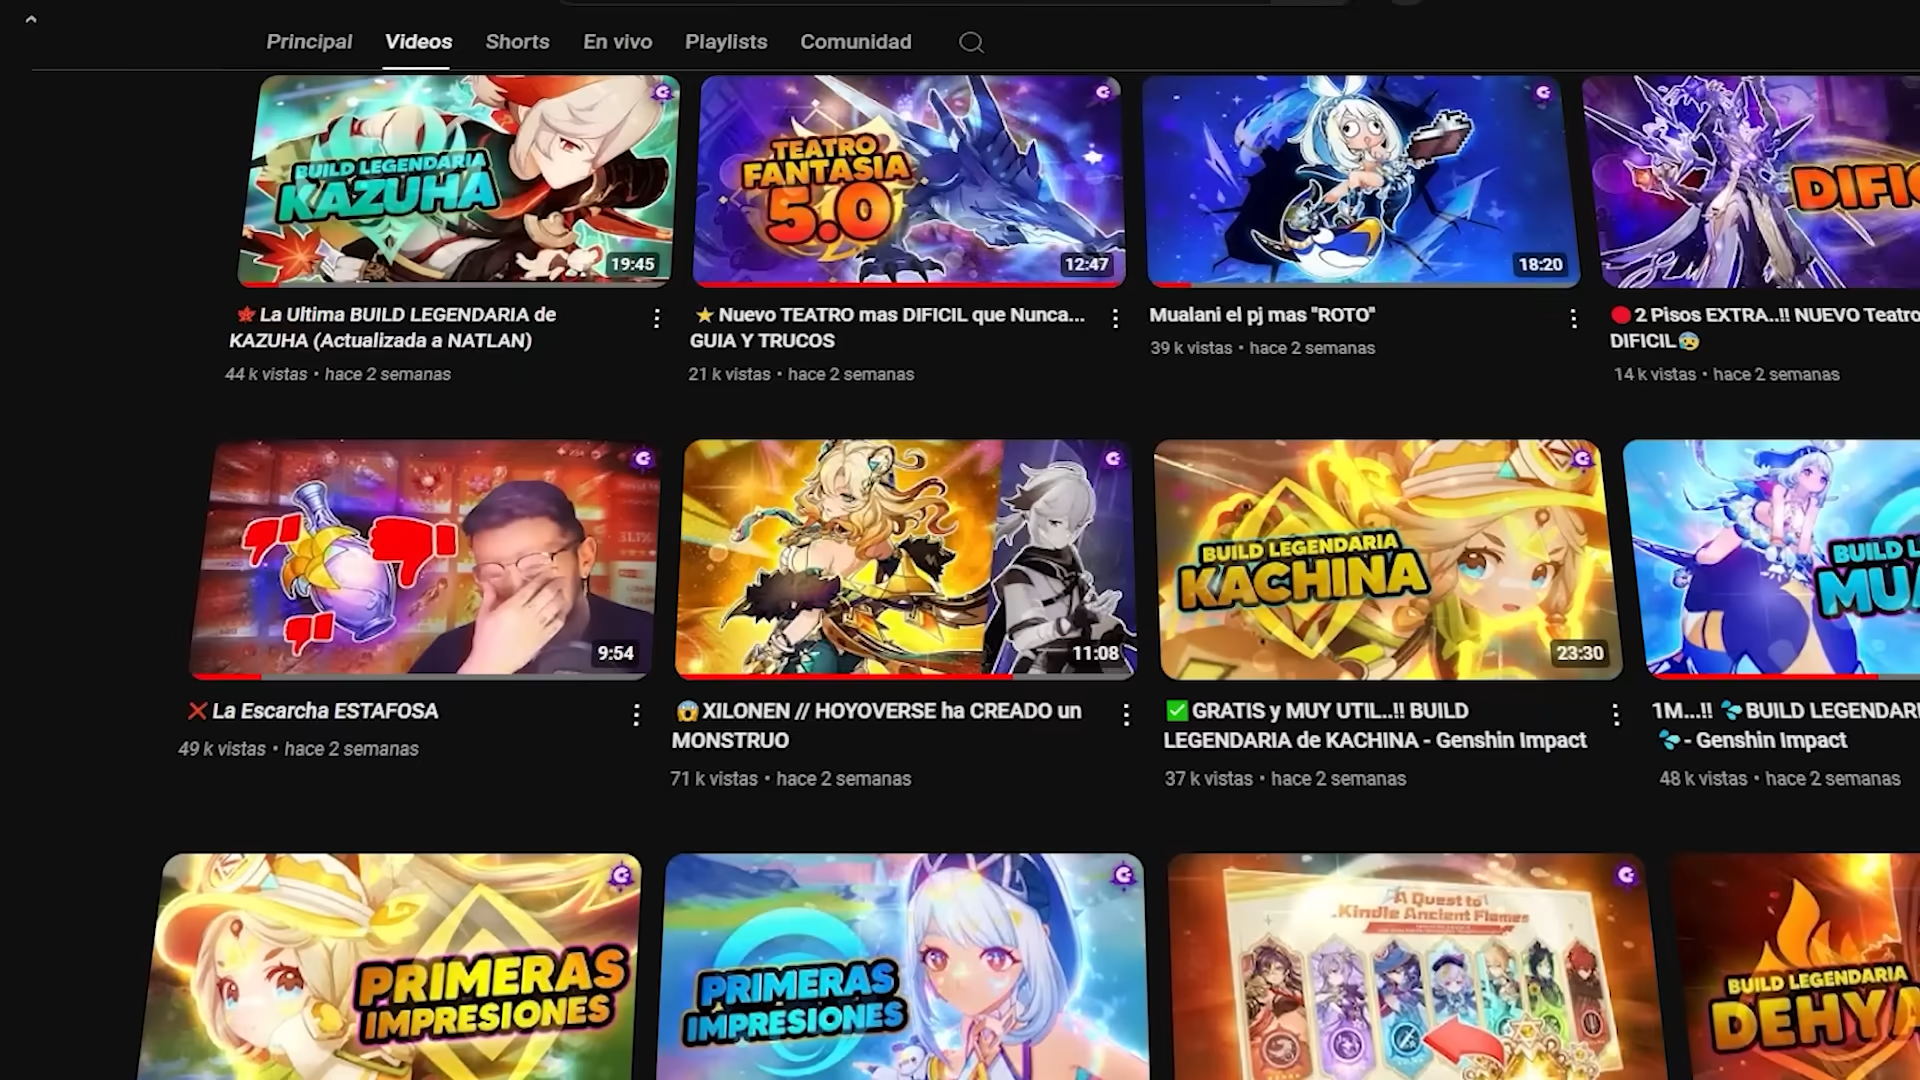 Principal
Videos
Shorts
En vivo
Playlists
Comunidad
BUILD LEGENDARIA
KAZUHA
19:45
TEATRO
FANTASIA
5.0
12:47
18:20
DIFIC
La Ultima BUILD LEGENDARIA de
KAZUHA (Actualizada a NATLAN)
44 k vistas • hace 2 semanas
Nuevo TEATRO mas DIFICIL que Nunca...
GUIA Y TRUCOS
21 k vistas • hace 2 semanas
Mualani el pj mas "ROTO"
39 k vistas • hace 2 semanas
2 Pisos EXTRA..!! NUEVO Teatro
DIFICIL
14 k vistas • hace 2 semanas
9:54
11:08
BUILD LEGENDARIA
KACHINA
23:30
BUILD L
MUA
La Escarcha ESTAFOSA
49 k vistas • hace 2 semanas
XILONEN // HOYOVERSE ha CREADO un
MONSTRUO
71 k vistas • hace 2 semanas
GRATIS y MUY UTIL..!! BUILD
LEGENDARIA de KACHINA - Genshin Impact
37 k vistas • hace 2 semanas
1M...!! BUILD LEGENDARI
- Genshin Impact
48 k vistas • hace 2 semanas
PRIMERAS
IMPRESIONES
PRIMERAS
IMPRESIONES
A Quest to
Kindle Ancient Flames
BUILD LEGENDARIA
DEHYA